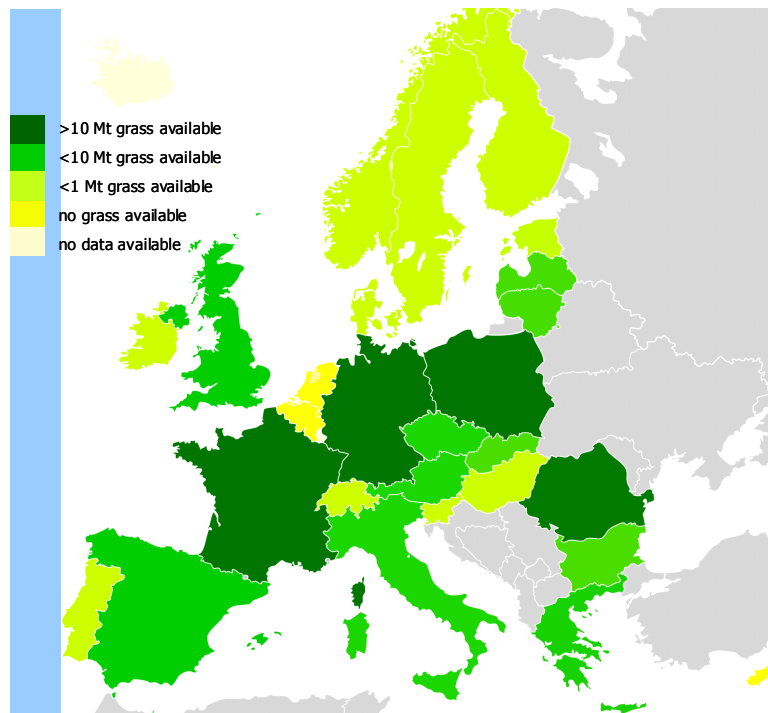 >10 Mt grass available
<10 Mt grass available
<1 Mt grass available
no grass available
no data available